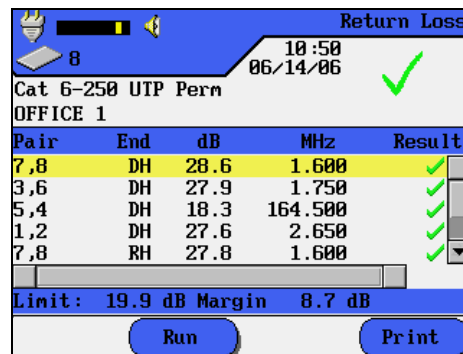 Return Loss
8
10:50
06/14/06
Cat 6-250 UTP Perm
OFFICE 1
Pair End dB MHz Result
7,8 DH 28.6 1.600
3,6 DH 27.9 1.750
5,4 DH 18.3 164.500
1,2 DH 27.6 2.650
7,8 RH 27.8 1.600
Limit: 19.9 dB Margin 8.7 dB
Run Print